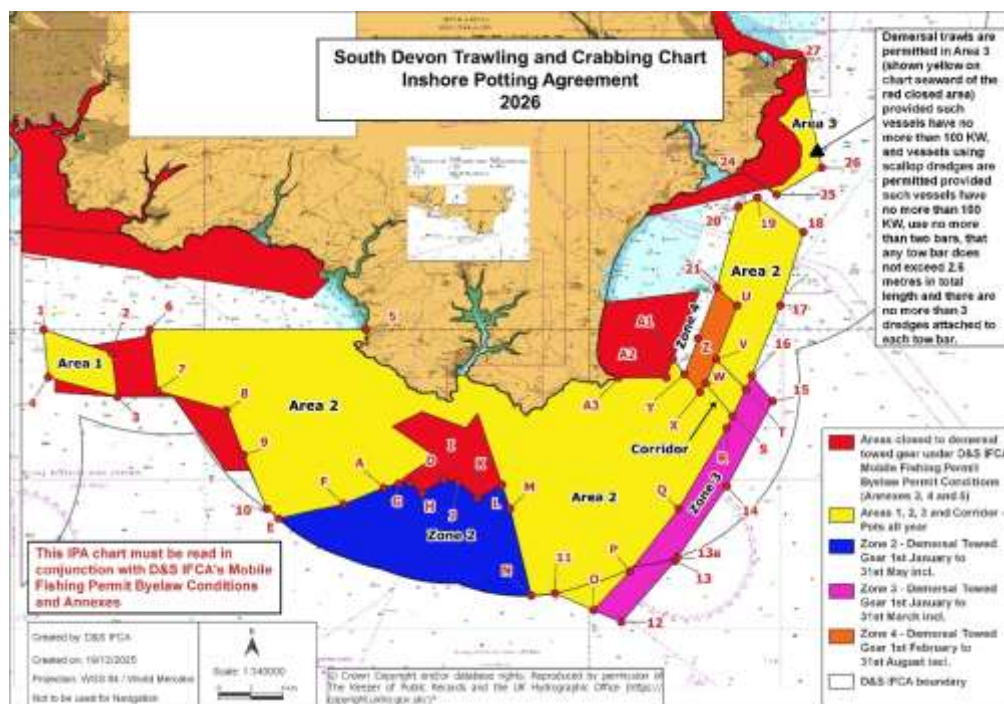 South Devon Trawling and Crabbing Chart
Inshore Potting Agreement
2026
Demersal trawls are
permitted in Area 3
(shown yellow on
chart seaward of the
red closed area)
provided such
vessels have no
more than 100 KW,
and vessels using
scallop dredges are
permitted provided
such vessels have
no more than 100
KW, use no more
than two bars, that
any tow bar does
not exceed 2.6
metres in total
length and there are
no more than 3
dredges attached to
each tow bar.
27
Area 3
24
26
25
20
19
18
21
Area 2
U
17
Zone 4
A1
Z
V
16
A2
W
15
Y
X
A3
T
Corridor
S
R
1
2
6
5
Area 1
7
4
3
8
Area 2
9
I
A
D
K
F
G
H
J
L
M
Area 2
Q
Zone 3
14
10
E
Zone 2
P
13a
13
N
11
O
12
This IPA chart must be read in
conjunction with D&S IFCA's Mobile
Fishing Permit Byelaw Conditions
and Annexes
Areas closed to demersal
towed gear under D&S IFCA
Mobile Fishing Permit
Byelaw Permit Conditions
(Annexes 3, 4 and 5)
Areas 1, 2, 3 and Corridor -
Pots all year
Zone 2 - Demersal Towed
Gear 1st January to
31st May incl.
Zone 3 - Demersal Towed
Gear 1st January to
31st March incl.
Zone 4 - Demersal Towed
Gear 1st February to
31st August incl.
D&S IFCA boundary
Created by: D&S IFCA
Created on: 19/12/2025
Projection: WGS 84 / World Mercator
Not to be used for Navigation
Scale: 1:340000
© Crown Copyright and/or database rights. Reproduced by permission of
The Keeper of Public Records and the UK Hydrographic Office (https://